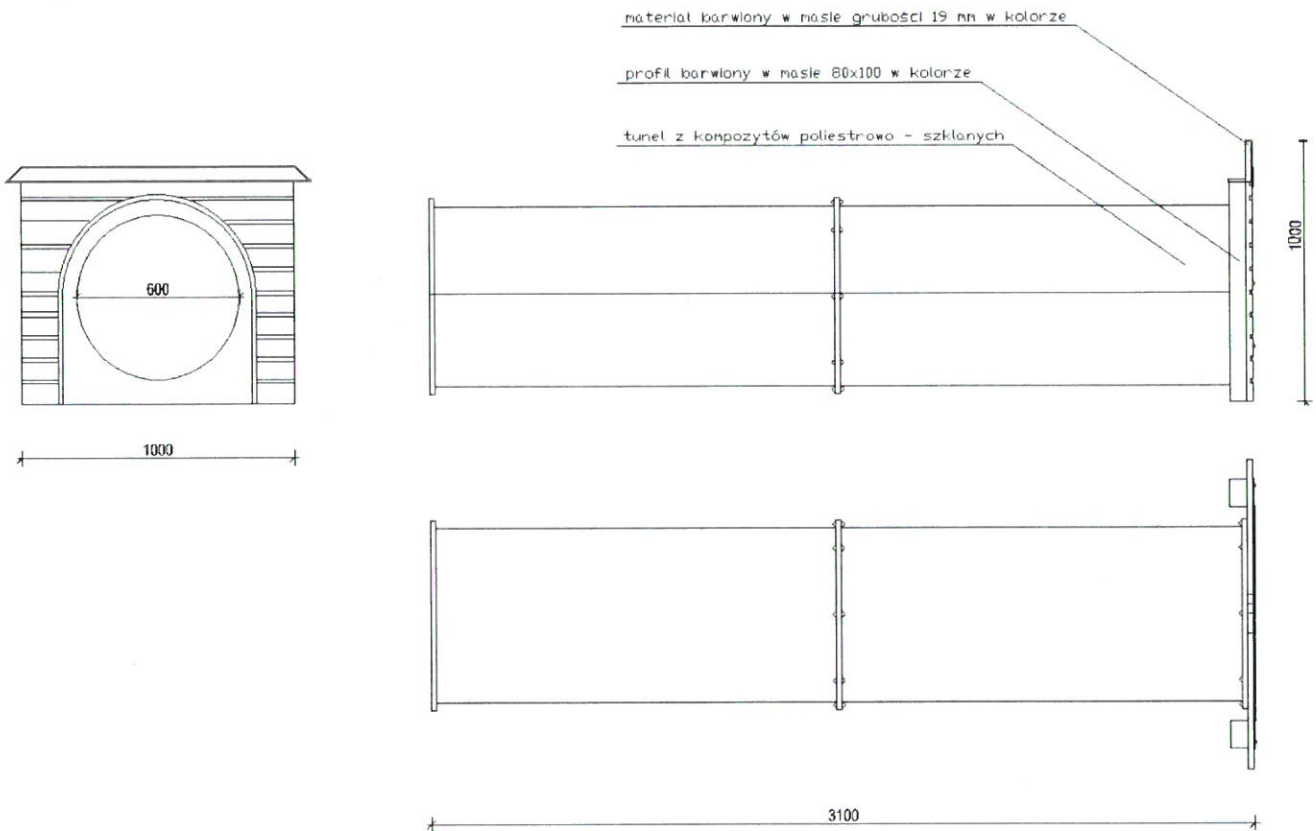 materiał barwiony w masie grubości 19 mm w kolorze
profil barwiony w masie 80x100 w kolorze
tunel z kompozytów poliestrowo - szklanych
1000
600
1000
3100